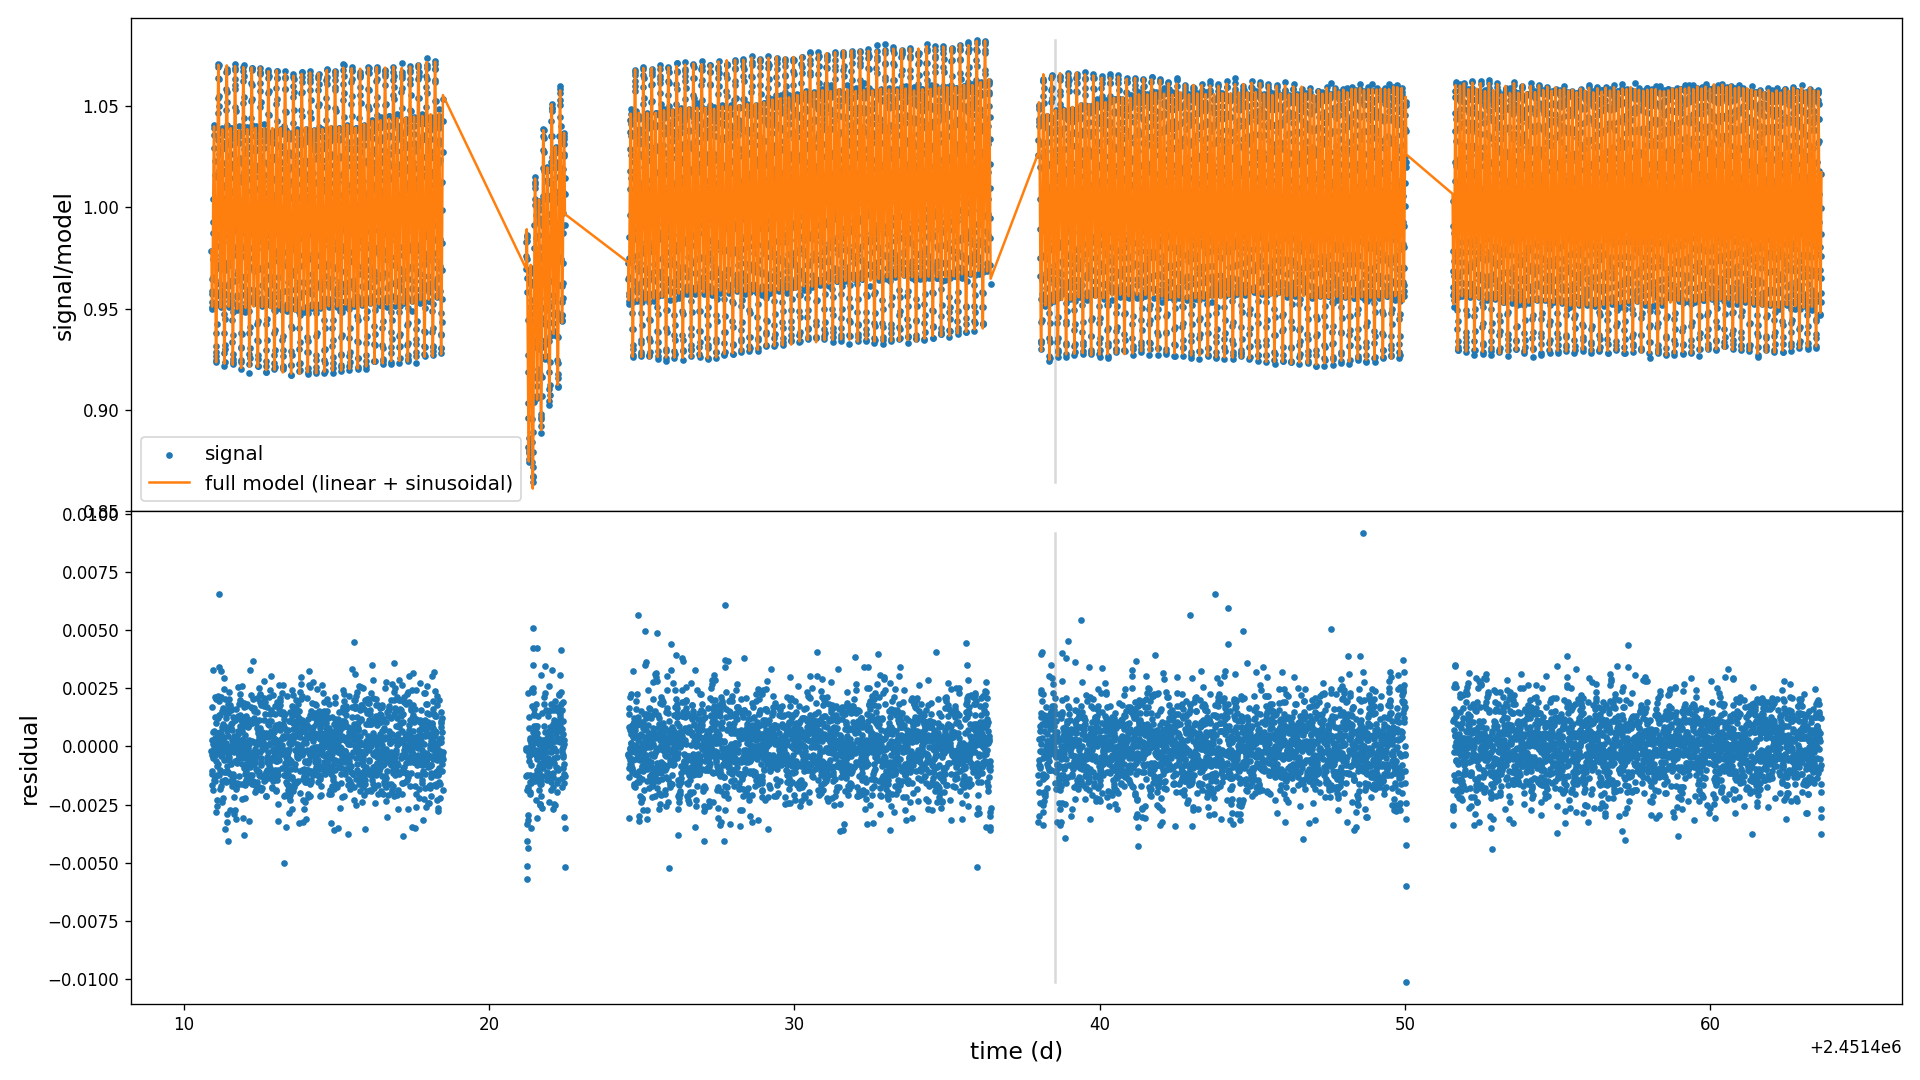 signal/model
1.05
1.00
0.95
0.90
0.85
signal
full model (linear + sinusoidal)
residual
0.0100
0.0075
0.0050
0.0025
0.0000
−0.0025
−0.0050
−0.0075
−0.0100
10 20 30 40 50 60
time (d)
+2.4514e6